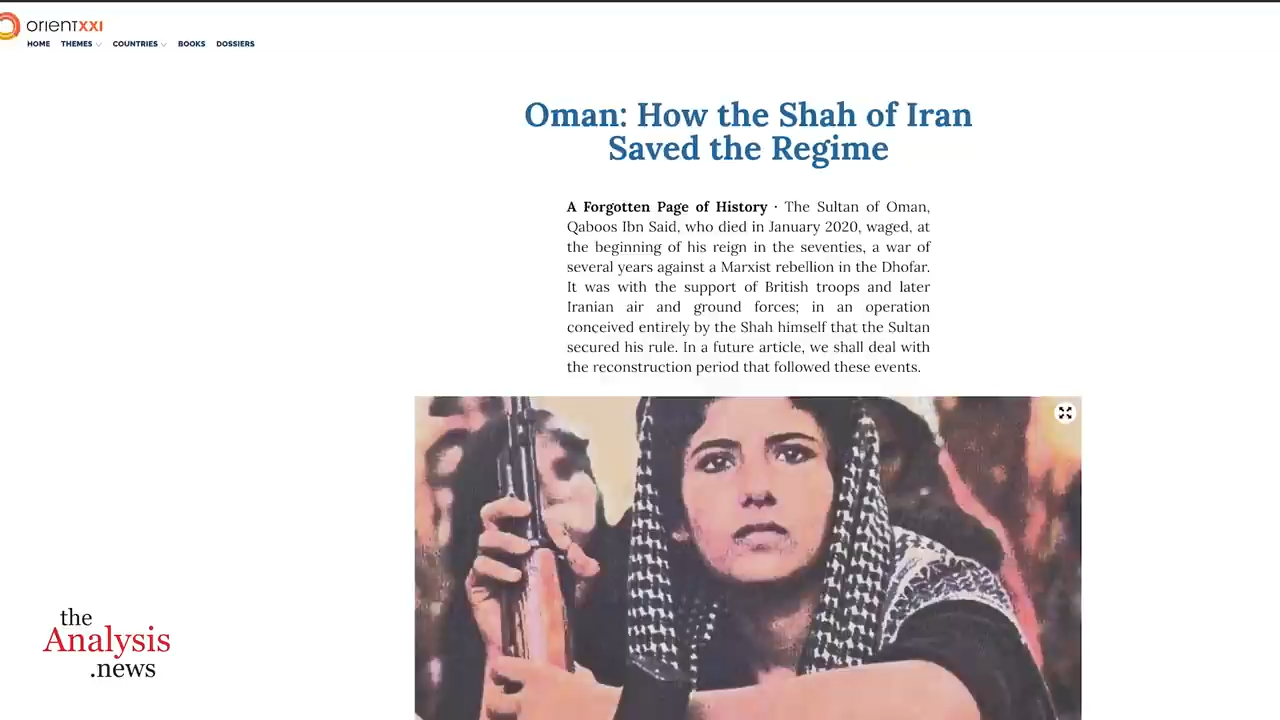 orientxxi
HOME THEMES COUNTRIES BOOKS DOSSIERS
Oman: How the Shah of Iran
Saved the Regime
A Forgotten Page of History · The Sultan of Oman,
Qaboos Ibn Said, who died in January 2020, waged, at
the beginning of his reign in the seventies, a war of
several years against a Marxist rebellion in the Dhofar.
It was with the support of British troops and later
Iranian air and ground forces; in an operation
conceived entirely by the Shah himself that the Sultan
secured his rule. In a future article, we shall deal with
the reconstruction period that followed these events.
the
Analysis
.news